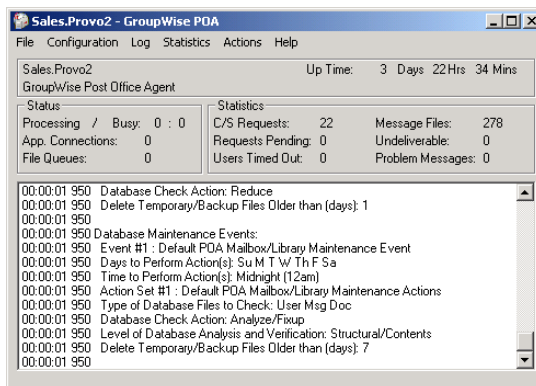 Sales.Provo2 - GroupWise POA
File Configuration Log Statistics Actions Help
Sales.Provo2 Up Time: 3 Days 22 Hrs 34 Mins
GroupWise Post Office Agent
Status
Processing / Busy: 0 : 0
App. Connections: 0
File Queues: 0
Statistics
C/S Requests: 22 Message Files: 278
Requests Pending: 0 Undeliverable: 0
Users Timed Out: 0 Problem Messages: 0
00:00:01 950 Database Check Action: Reduce
00:00:01 950 Delete Temporary/Backup Files Older than (days): 1
00:00:01 950
00:00:01 950 Database Maintenance Events:
00:00:01 950 Event #1 : Default POA Mailbox/Library Maintenance Event
00:00:01 950 Days to Perform Action(s): Su M T W Th F Sa
00:00:01 950 Time to Perform Action(s): Midnight (12am)
00:00:01 950 Action Set #1 : Default POA Mailbox/Library Maintenance Actions
00:00:01 950 Type of Database Files to Check: User Msg Doc
00:00:01 950 Database Check Action: Analyze/Fixup
00:00:01 950 Level of Database Analysis and Verification: Structural/Contents
00:00:01 950 Delete Temporary/Backup Files Older than (days): 7
00:00:01 950